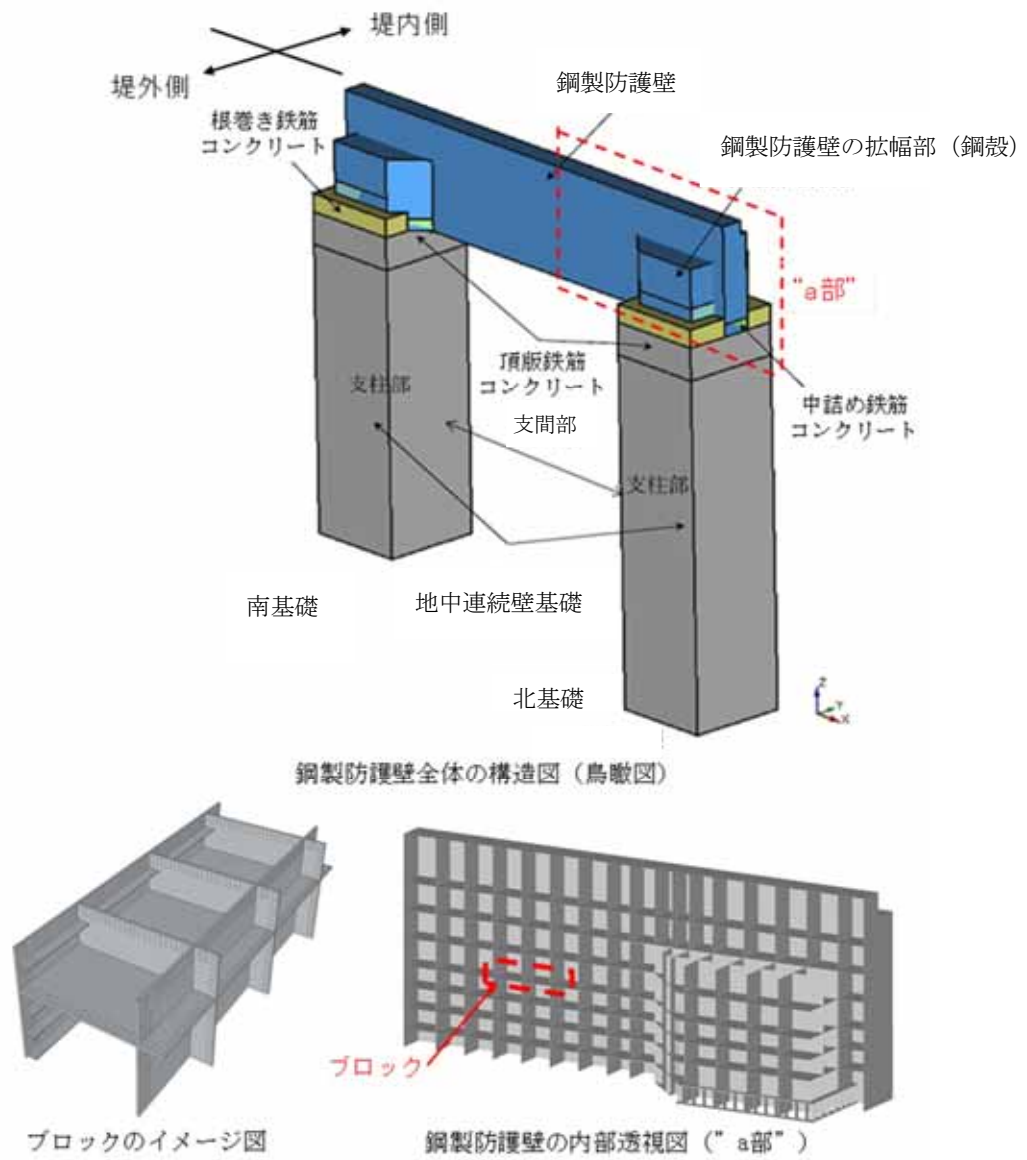 堤内側
堤外側
鋼製防護壁
根巻き鉄筋
コンクリート
鋼製防護壁の拡幅部（鋼殻）
"a部"
頂版鉄筋
コンクリート
支柱部
支間部
中詰め鉄筋
コンクリート
支柱部
南基礎
地中連続壁基礎
北基礎
Z
Y
X
鋼製防護壁全体の構造図（鳥瞰図）
ブロック
ブロックのイメージ図
鋼製防護壁の内部透視図（"a部"）